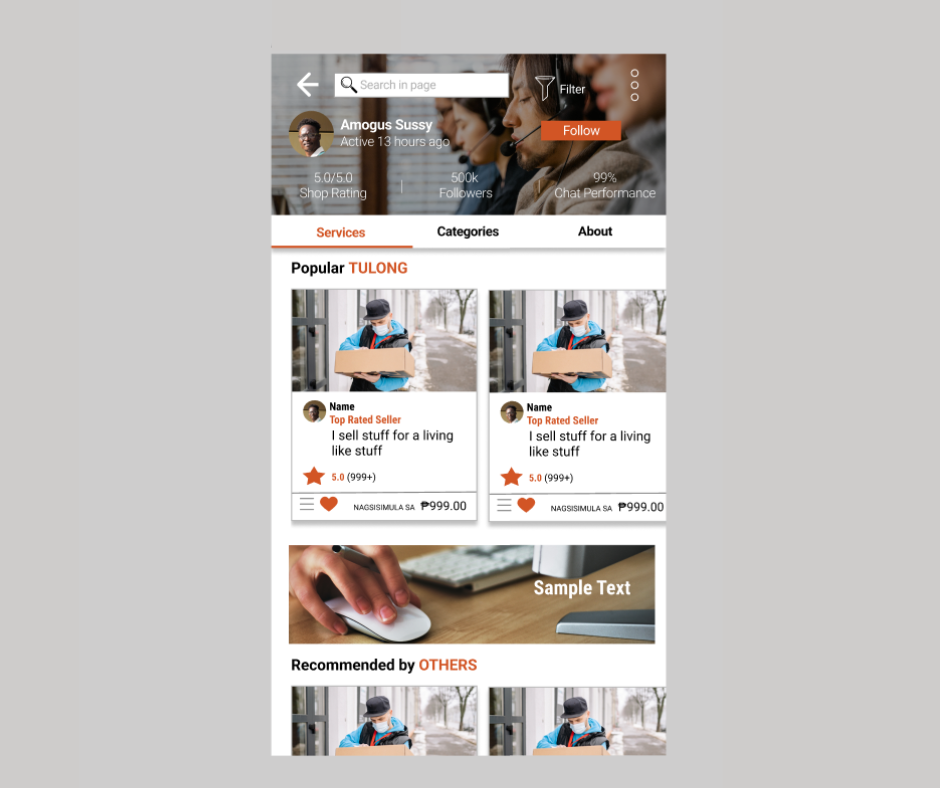 Search in page
Filter
Amogus Sussy
Follow
Active 13 hours ago
5.0/5.0
500k
99%
Shop Rating
Followers
Chat Performance
Services
Categories
About
Popular TULONG
Name
Top Rated Seller
I sell stuff for a living
like stuff
5.0 (999+)
NAGSISIMULA SA ₱999.00
Name
Top Rated Seller
I sell stuff for a living
like stuff
5.0 (999+)
NAGSISIMULA SA ₱999.00
Sample Text
Recommended by OTHERS